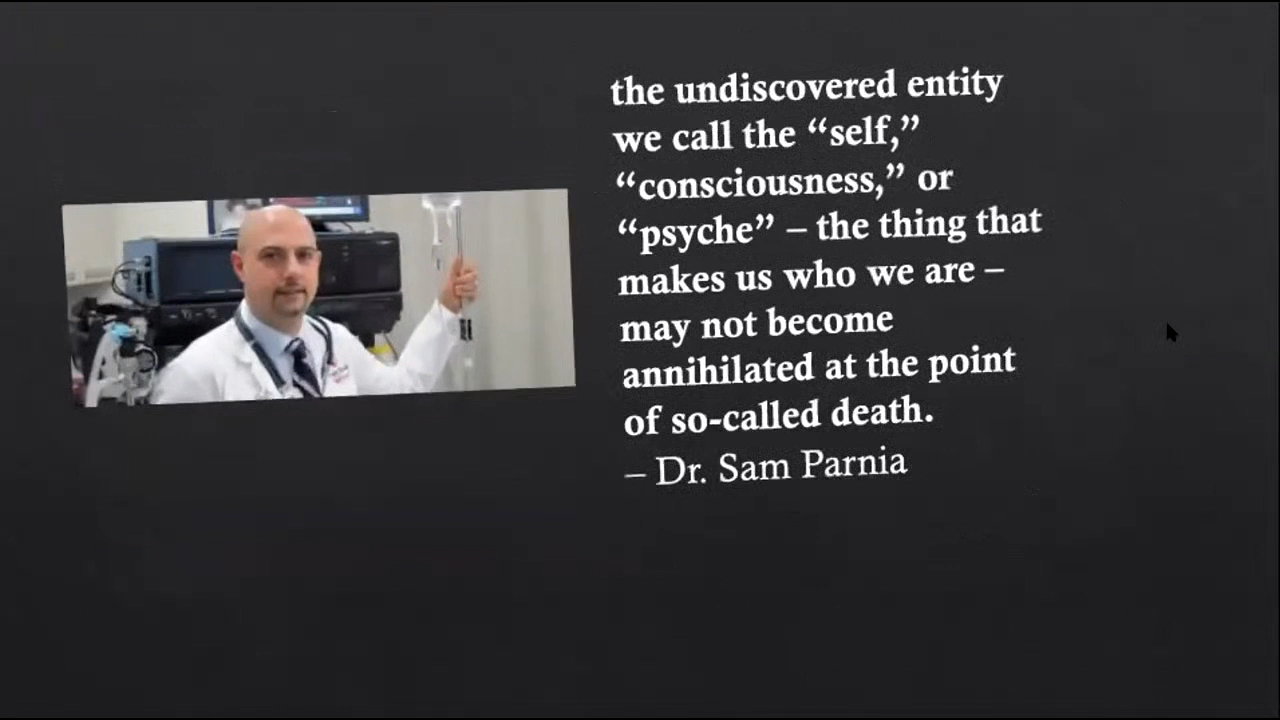 the undiscovered entity
we call the “self,”
“consciousness,” or
“psyche” – the thing that
makes us who we are –
may not become
annihilated at the point
of so-called death.
– Dr. Sam Parnia